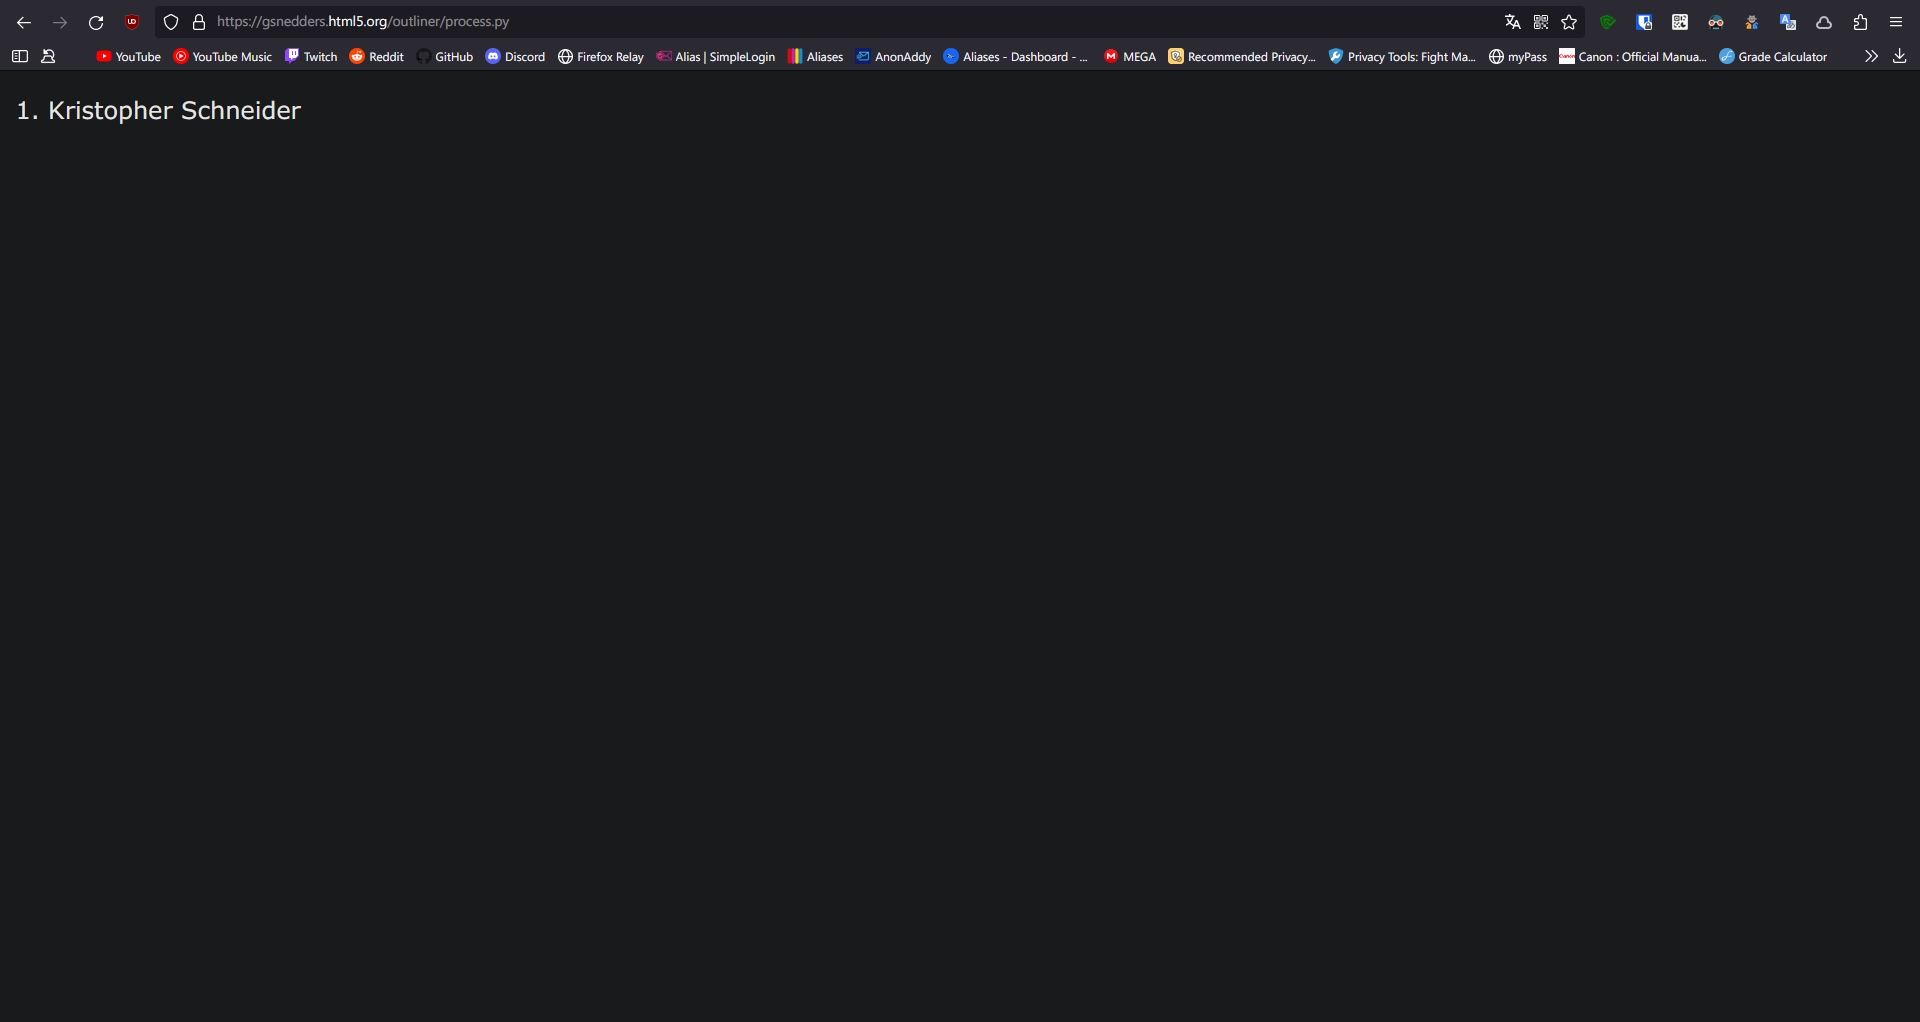 https://gsnedders.html5.org/outliner/process.py
YouTube YouTube Music Twitch Reddit GitHub Discord Firefox Relay Alias | SimpleLogin Aliases AnonAddy Aliases - Dashboard - ... MEGA Recommended Privacy... Privacy Tools: Fight Ma... myPass Canon : Official Manua... Grade Calculator
1. Kristopher Schneider